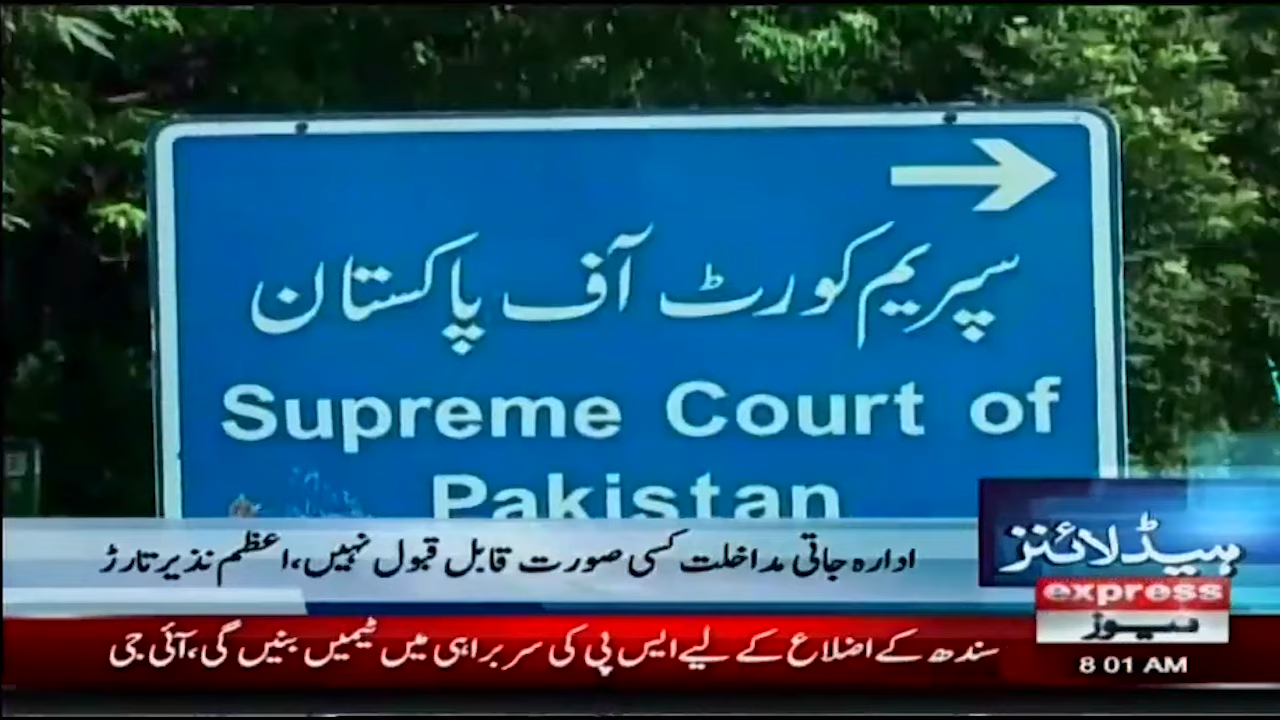 سپریم کورٹ آف پاکستان
Supreme Court of
Pakistan
ادارہ جاتی مداخلت کسی صورت قابل قبول نہیں، اعظم نذیر تارڑ
ہیڈلائنز
express
نیوز
سندھ کے اضلاع کے لیے ایس پی کی سربراہی میں ٹیمیں بنیں گی، آئی جی
8 01 AM